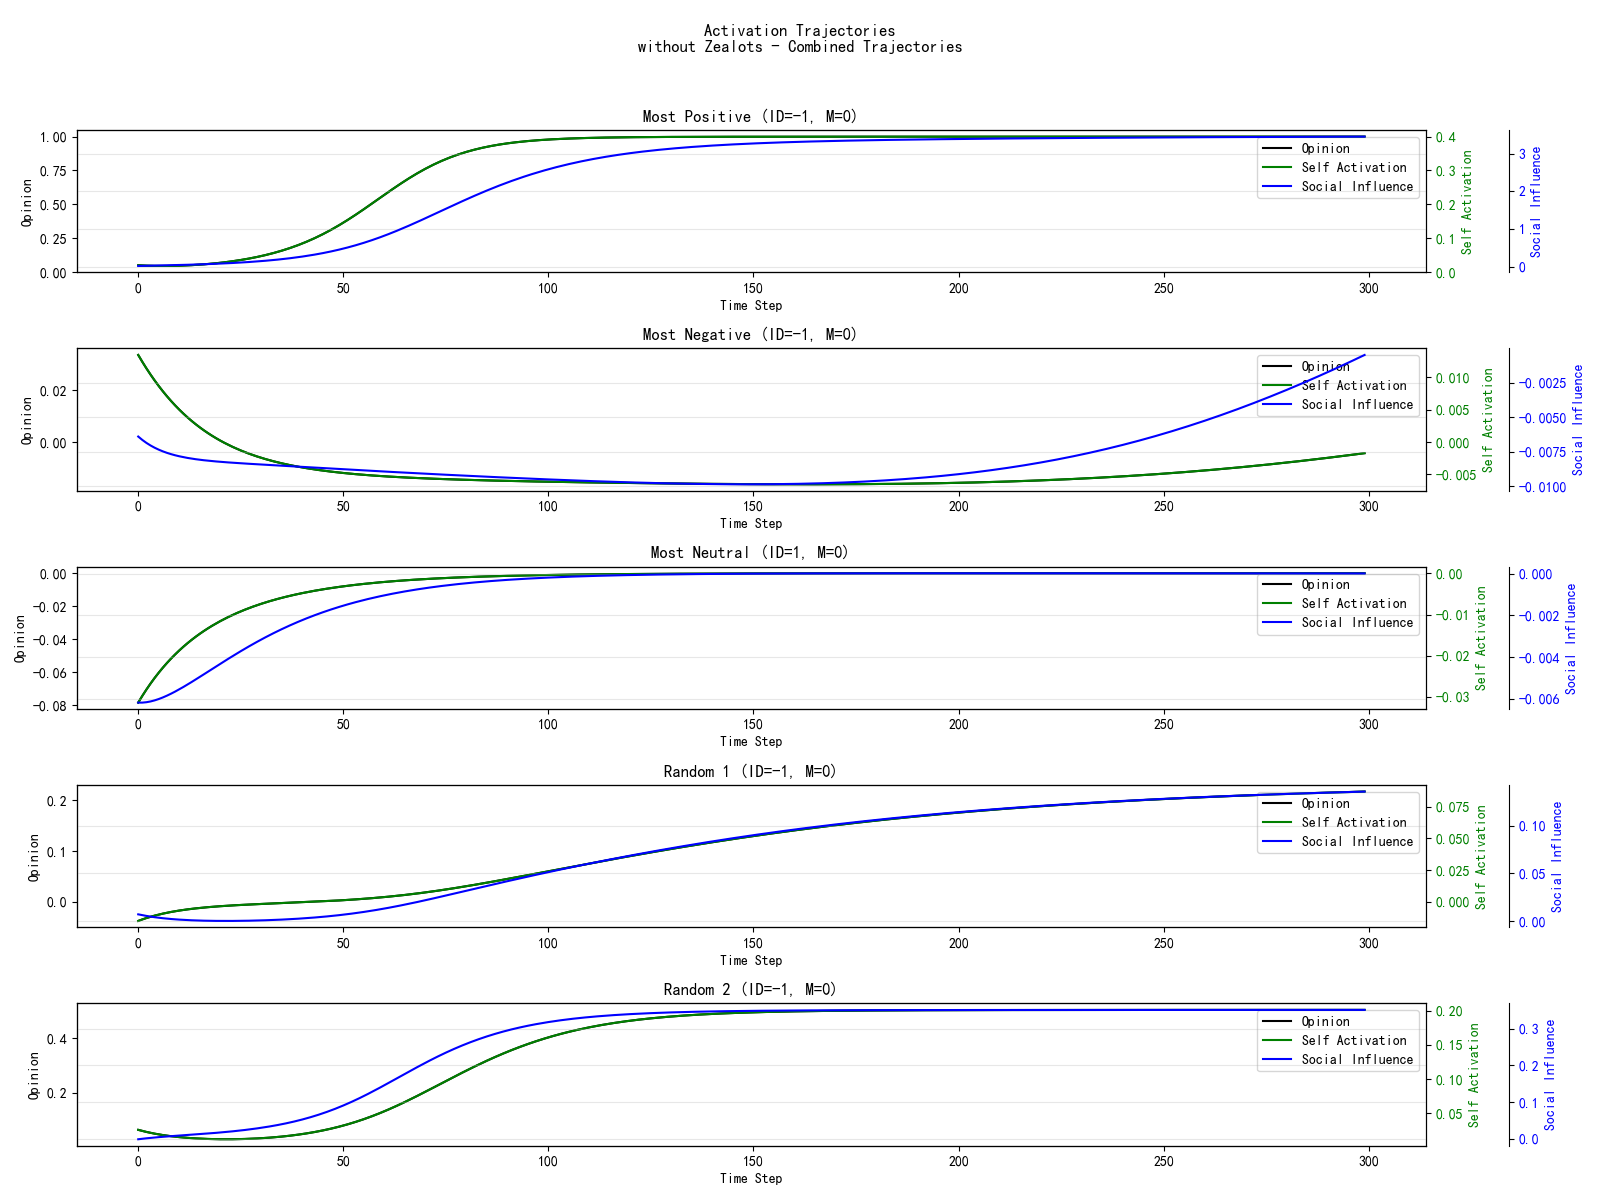 Activation Trajectories
without Zealots - Combined Trajectories
Most Positive (ID=-1, M=0)
1.00
0.75
0.50
0.25
0.00
Opinion
0.4
0.3
0.2
0.1
0.0
Self Activation
3
2
1
0
Social Influence
Opinion
Self Activation
Social Influence
0 50 100 150 200 250 300
Time Step
Most Negative (ID=-1, M=0)
0.02
0.00
Opinion
0.010
0.005
0.000
-0.005
Self Activation
-0.0025
-0.0050
-0.0075
-0.0100
Social Influence
Opinion
Self Activation
Social Influence
0 50 100 150 200 250 300
Time Step
Most Neutral (ID=1, M=0)
0.00
-0.02
-0.04
-0.06
-0.08
Opinion
0.00
-0.01
-0.02
-0.03
Self Activation
0.000
-0.002
-0.004
-0.006
Social Influence
Opinion
Self Activation
Social Influence
0 50 100 150 200 250 300
Time Step
Random 1 (ID=-1, M=0)
0.2
0.1
0.0
Opinion
0.075
0.050
0.025
0.000
Self Activation
0.10
0.05
0.00
Social Influence
Opinion
Self Activation
Social Influence
0 50 100 150 200 250 300
Time Step
Random 2 (ID=-1, M=0)
0.4
0.2
Opinion
0.20
0.15
0.10
0.05
Self Activation
0.3
0.2
0.1
0.0
Social Influence
Opinion
Self Activation
Social Influence
0 50 100 150 200 250 300
Time Step